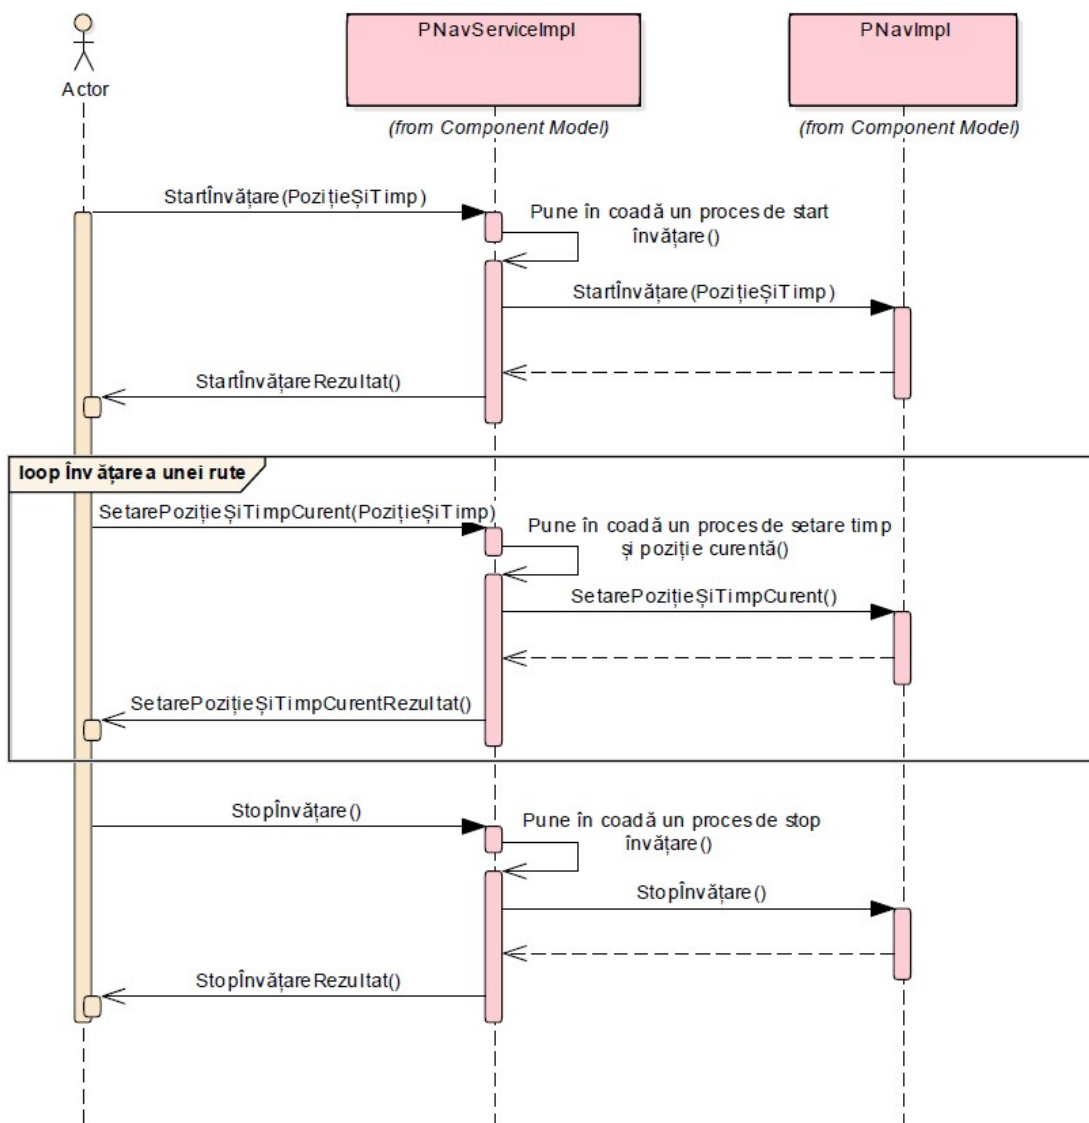 PNavServiceImpl
PNavImpl
Actor
(from Component Model)
(from Component Model)
StartÎnvățare(PozițieȘiTimp)
Pune în coadă un proces de start
învățare()
StartÎnvățare(PozițieȘiTimp)
StartÎnvățareRezultat()
loop Învățarea unei rute
SetarePozițieȘiTimpCurent(PozițieȘiTimp)
Pune în coadă un proces de setare timp
și poziție curentă()
SetarePozițieȘiTimpCurent()
SetarePozițieȘiTimpCurentRezultat()
StopÎnvățare()
Pune în coadă un proces de stop
învățare()
StopÎnvățare()
StopÎnvățareRezultat()